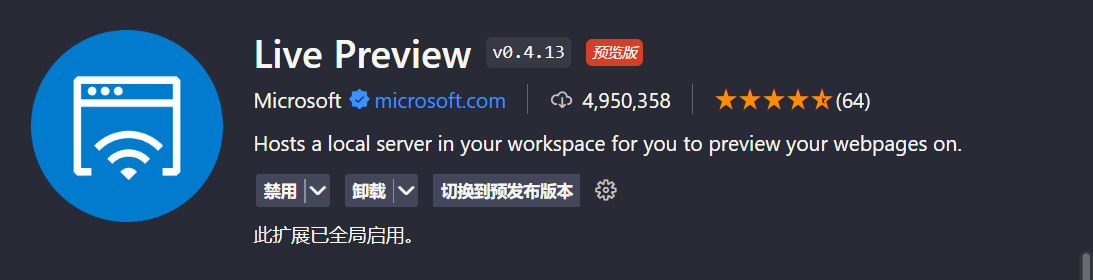 Live Preview v0.4.13 预览版
Microsoft microsoft.com 4,950,358 (64)
Hosts a local server in your workspace for you to preview your webpages on.
禁用 卸载 切换到预发布版本
此扩展已全局启用。